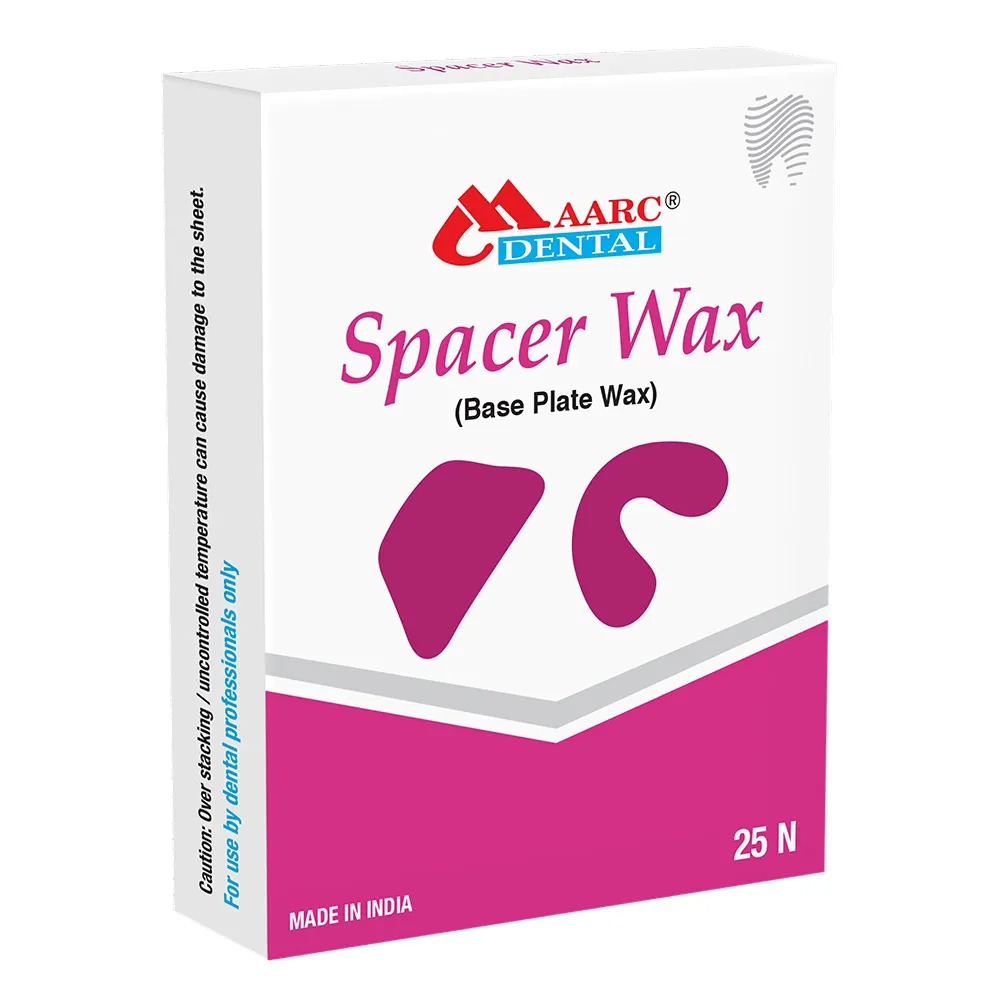 Spacer Wax
AARC®
DENTAL
Spacer Wax
(Base Plate Wax)
25 N
MADE IN INDIA
Caution: Over stacking / uncontrolled temperature can cause damage to the sheet.
For use by dental professionals only